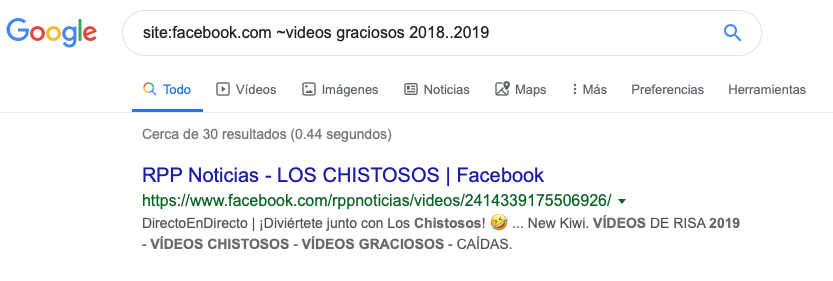 Google
site:facebook.com ~videos graciosos 2018..2019
Todo Vídeos Imágenes Noticias Maps Más Preferencias Herramientas
Cerca de 30 resultados (0.44 segundos)
RPP Noticias - LOS CHISTOSOS | Facebook
https://www.facebook.com/rppnoticias/videos/2414339175506926/
DirectoEnDirecto | ¡Diviértete junto con Los Chistosos! 🤣 ... New Kiwi. VÍDEOS DE RISA 2019
- VÍDEOS CHISTOSOS - VÍDEOS GRACIOSOS - CAÍDAS.